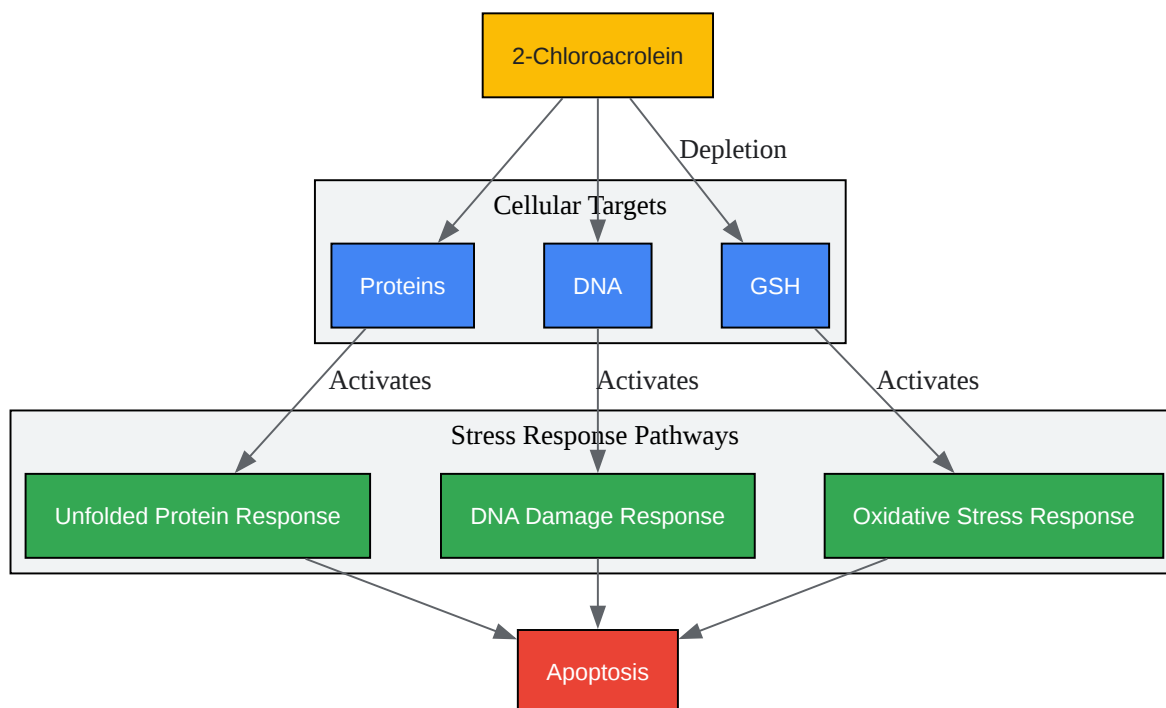 2-Chloroacrolein
Depletion
Cellular Targets
Proteins
DNA
GSH
Activates
Activates
Activates
Stress Response Pathways
Unfolded Protein Response
DNA Damage Response
Oxidative Stress Response
Apoptosis